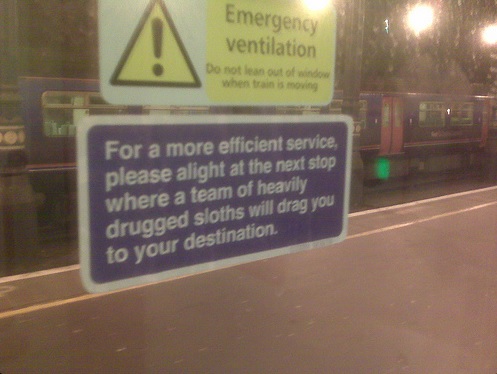 Emergency
ventilation
Do not lean out of window
when train is moving
For a more efficient service,
please alight at the next stop
where a team of heavily
drugged sloths will drag you
to your destination.